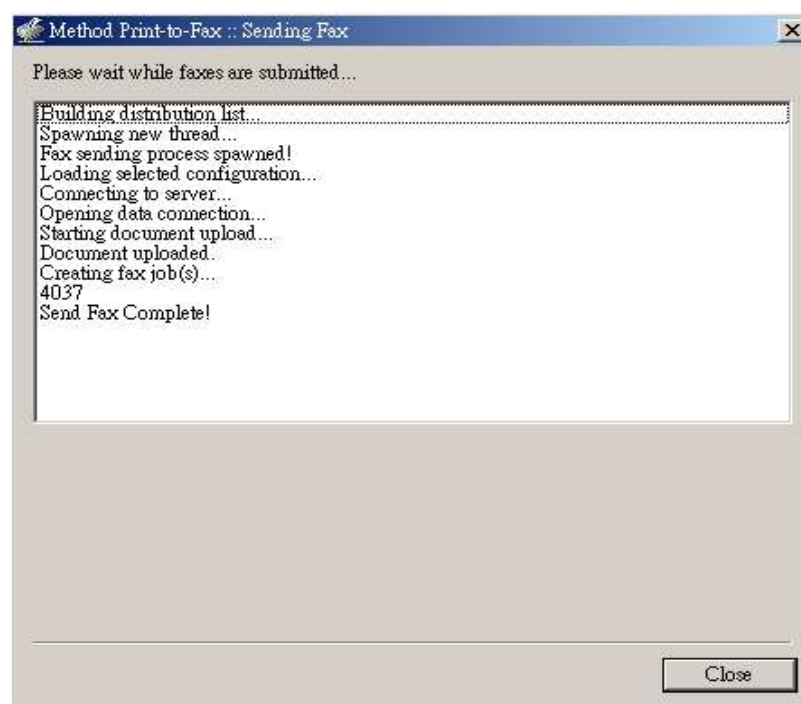 Method Print-to-Fax :: Sending Fax
Please wait while faxes are submitted...
Building distribution list...
Spawning new thread...
Fax sending process spawned!
Loading selected configuration...
Connecting to server...
Opening data connection...
Starting document upload...
Document uploaded.
Creating fax job(s)...
4037
Send Fax Complete!
Close